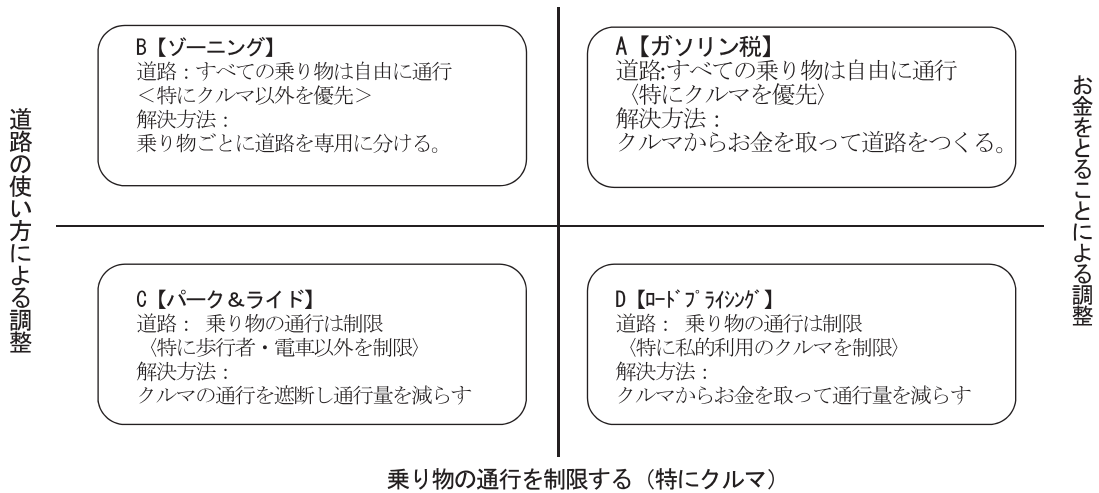 道路の使い方による調整
B【ゾーニング】
道路：すべての乗り物は自由に通行
＜特にクルマ以外を優先＞
解決方法：
乗り物ごとに道路を専用に分ける。
A【ガソリン税】
道路:すべての乗り物は自由に通行
〈特にクルマを優先〉
解決方法：
クルマからお金を取って道路をつくる。
お金をとることによる調整
C【パーク＆ライド】
道路： 乗り物の通行は制限
〈特に歩行者・電車以外を制限〉
解決方法：
クルマの通行を遮断し通行量を減らす
D【ﾛｰﾄﾞﾌﾟﾗｲｼﾝｸﾞ】
道路： 乗り物の通行は制限
〈特に私的利用のクルマを制限〉
解決方法：
クルマからお金を取って通行量を減らす
乗り物の通行を制限する（特にクルマ）